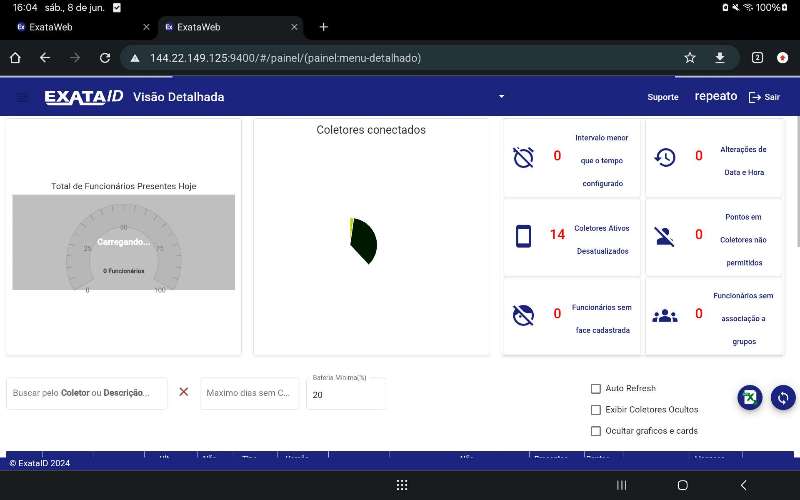 16:04 sáb., 8 de jun.
100%
Ex ExataWeb
Ex ExataWeb
144.22.149.125:9400/#/painel/(painel:menu-detalhado)
2
EXATAID Visão Detalhada
Suporte repeato Sair
Total de Funcionários Presentes Hoje
50
Carregando...
25 75
0 Funcionários
0 100
Coletores conectados
0 Intervalo menor
que o tempo
configurado
0 Alterações de
Data e Hora
14 Coletores Ativos
Desatualizados
0 Pontos em
Coletores não
permitidos
0 Funcionários sem
face cadastrada
0 Funcionários sem
associação a
grupos
Buscar pelo Coletor ou Descrição...
Maximo dias sem C...
Bateria Mínima(%)
20
Auto Refresh
Exibir Coletores Ocultos
Ocultar graficos e cards
© ExataID 2024